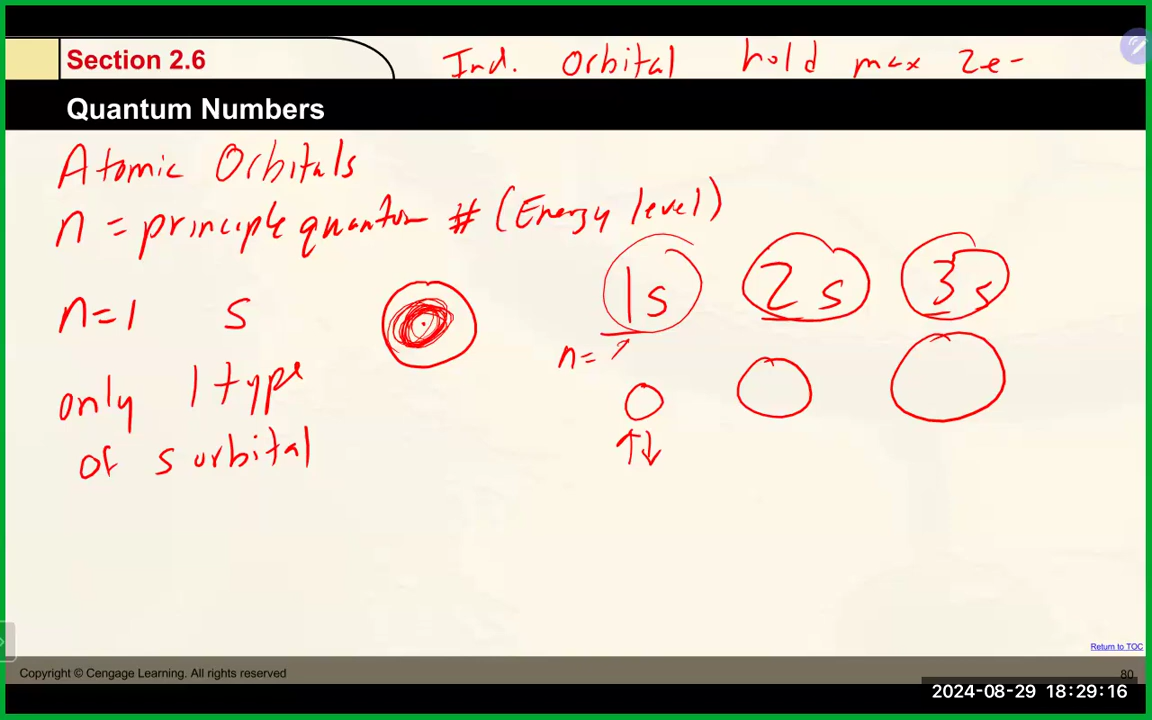 Section 2.6
Ind. Orbital hold max 2e-
Quantum Numbers
Atomic Orbitals
n = principle quantum # (Energy level)
1s 2s 3s
n=1 s
n=
only 1 type
of s orbital
↑↓
Return to TOC
Copyright © Cengage Learning. All rights reserved
80
2024-08-29 18:29:16